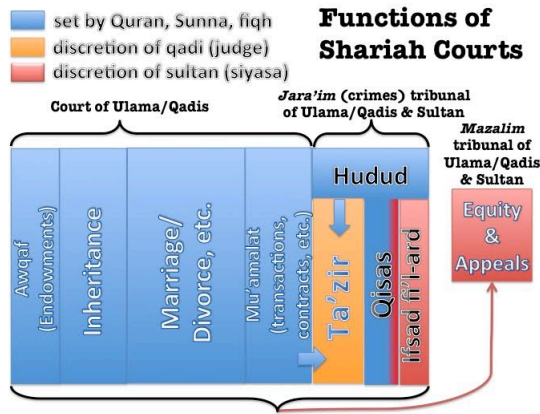 set by Quran, Sunna, fiqh
discretion of qadi (judge)
discretion of sultan (siyasa)
Functions of
Shariah Courts
Court of Ulama/Qadis
Jara'im (crimes) tribunal
of Ulama/Qadis & Sultan
Mazalim
tribunal of
Ulama/Qadis
& Sultan
Awqaf
(Endowments)
Inheritance
Marriage/
Divorce, etc.
Mu'amalat
(transactions,
contracts, etc.)
Hudud
Ta'zir
Qisas
Ifsad fi'l-ard
Equity
&
Appeals